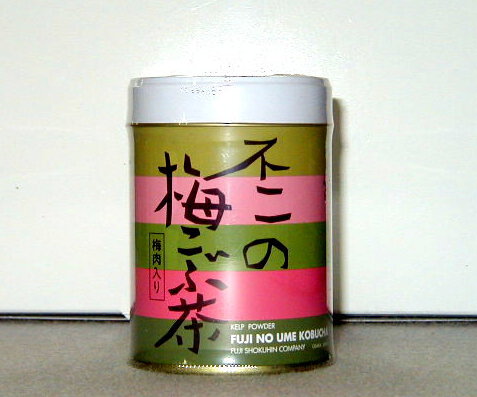 不二の
梅こぶ茶
梅肉入り
KELP POWDER
FUJI NO UME KOBUCHA
FUJI SHOKUHIN COMPANY